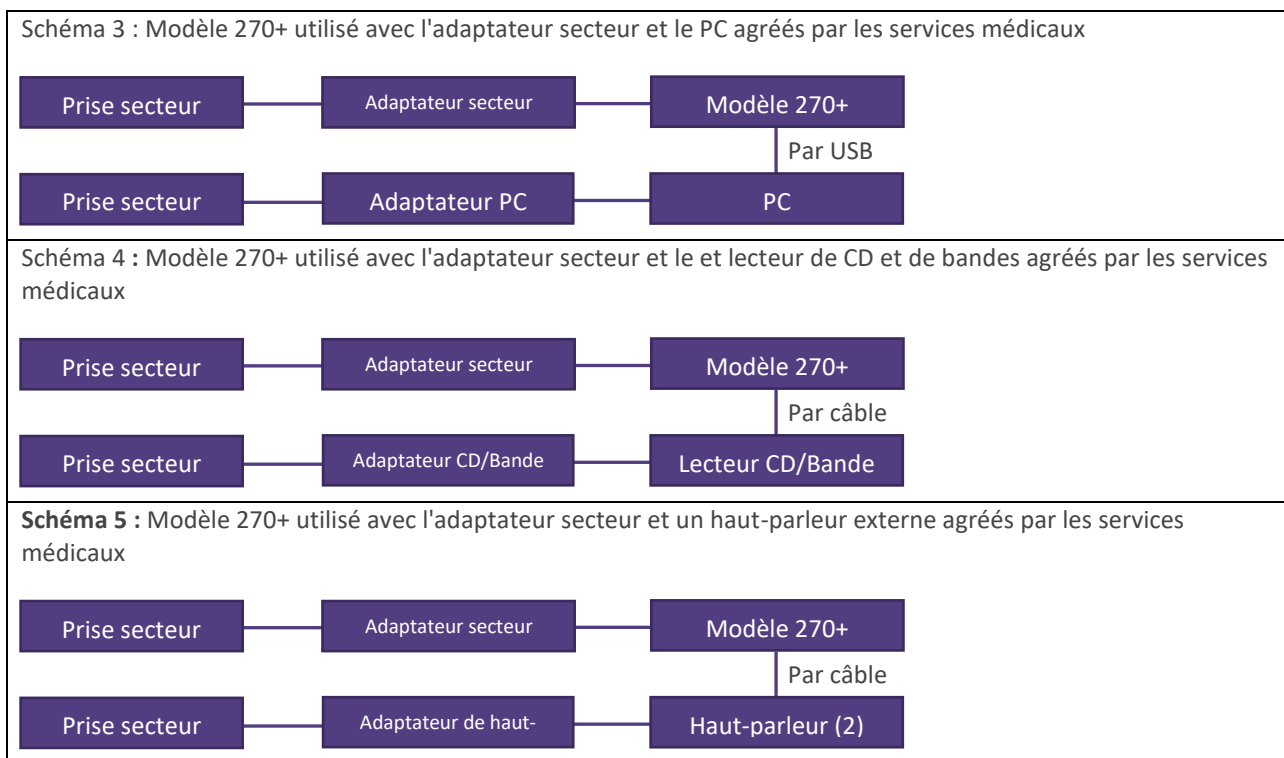 Schéma 3 : Modèle 270+ utilisé avec l'adaptateur secteur et le PC agréés par les services médicaux
Prise secteur
Adaptateur secteur
Modèle 270+
Par USB
Prise secteur
Adaptateur PC
PC
Schéma 4 : Modèle 270+ utilisé avec l'adaptateur secteur et le et lecteur de CD et de bandes agréés par les services
médicaux
Prise secteur
Adaptateur secteur
Modèle 270+
Par câble
Prise secteur
Adaptateur CD/Bande
Lecteur CD/Bande
Schéma 5 : Modèle 270+ utilisé avec l'adaptateur secteur et un haut-parleur externe agréés par les services
médicaux
Prise secteur
Adaptateur secteur
Modèle 270+
Par câble
Prise secteur
Adaptateur de haut-
Haut-parleur (2)